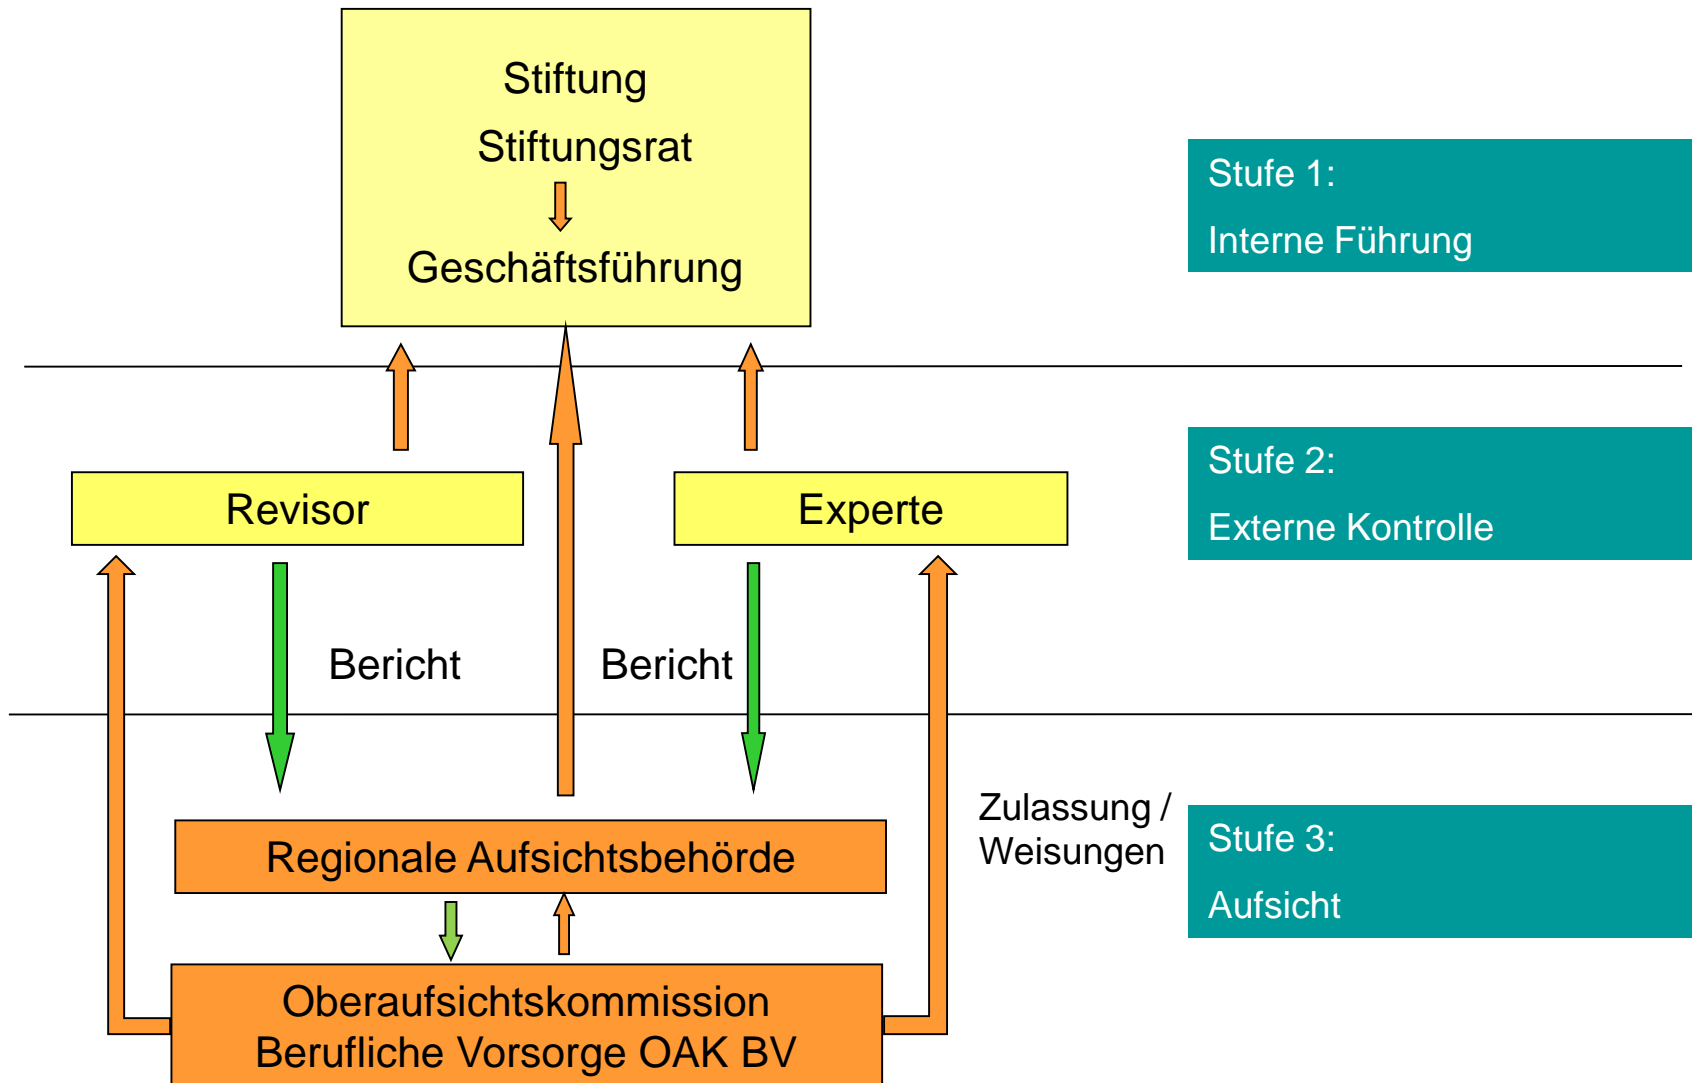 Stiftung
Stiftungsrat
Geschäftsführung
Stufe 1:
Interne Führung
Revisor
Experte
Stufe 2:
Externe Kontrolle
Bericht
Bericht
Zulassung /
Weisungen
Regionale Aufsichtsbehörde
Stufe 3:
Aufsicht
Oberaufsichtskommission
Berufliche Vorsorge OAK BV